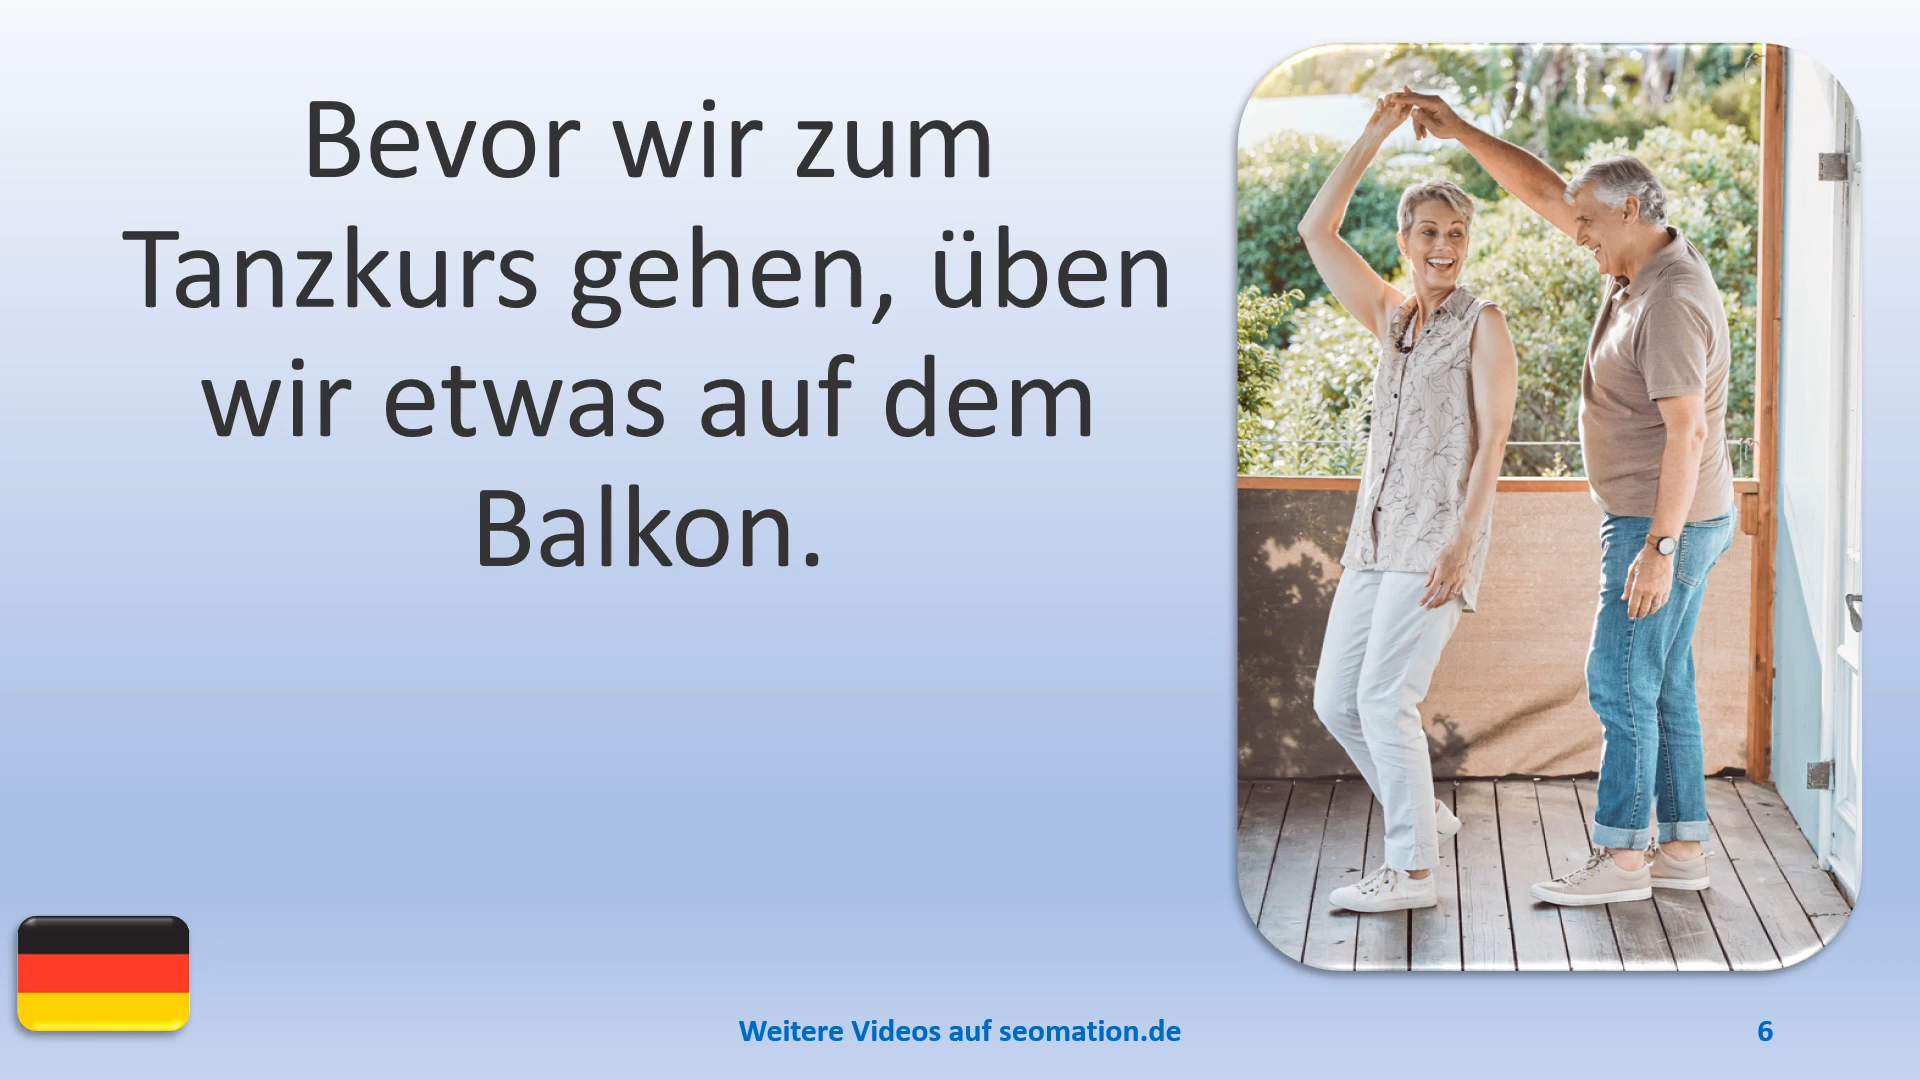 Bevor wir zum
Tanzkurs gehen, üben
wir etwas auf dem
Balkon.
Weitere Videos auf seomation.de
6